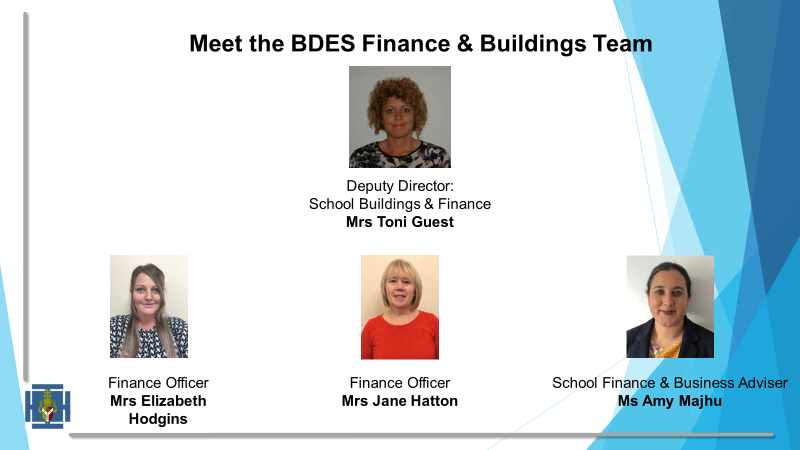 Meet the BDES Finance & Buildings Team
Deputy Director:
School Buildings & Finance
Mrs Toni Guest
Finance Officer
Mrs Elizabeth
Hodgins
Finance Officer
Mrs Jane Hatton
School Finance & Business Adviser
Ms Amy Majhu